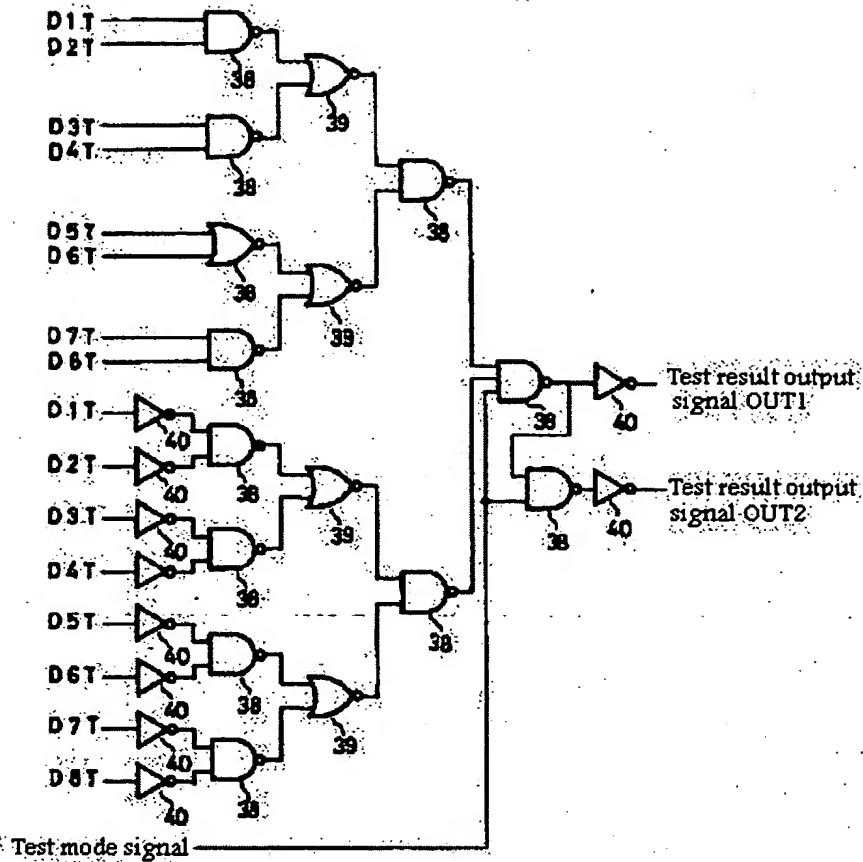 D1T
D2T
38
39
D3T
D4T
38
38
D5T
D6T
38
39
D7T
D8T
38
D1T
40
38
D2T
40
D3T
40
38
39
D4T
40
D5T
40
38
D6T
40
39
D7T
40
38
D8T
40
38
38
40
Test result output
signal OUT1
38
40
Test result output
signal OUT2
Test mode signal